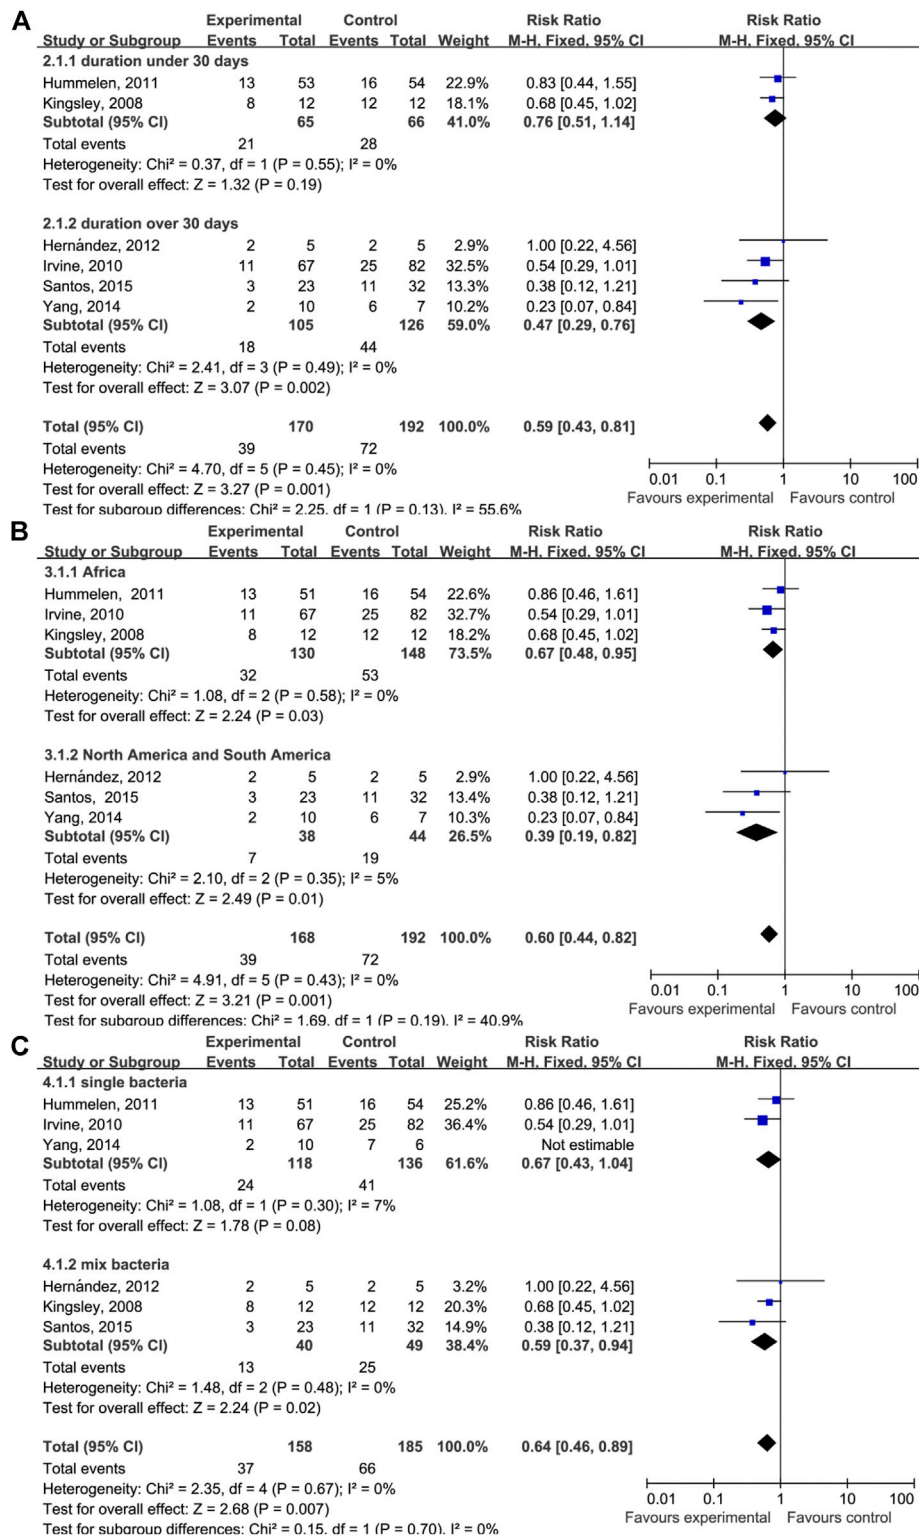 A
Experimental Control Risk Ratio Risk Ratio
Study or Subgroup Events Total Events Total Weight M-H, Fixed, 95% CI M-H, Fixed, 95% CI
2.1.1 duration under 30 days
Hummelen, 2011 13 53 16 54 22.9% 0.83 [0.44, 1.55]
Kingsley, 2008 8 12 12 12 18.1% 0.68 [0.45, 1.02]
Subtotal (95% CI) 65 66 41.0% 0.76 [0.51, 1.14]
Total events 21 28
Heterogeneity: Chi² = 0.37, df = 1 (P = 0.55); I² = 0%
Test for overall effect: Z = 1.32 (P = 0.19)
2.1.2 duration over 30 days
Hernández, 2012 2 5 2 5 2.9% 1.00 [0.22, 4.56]
Irvine, 2010 11 67 25 82 32.5% 0.54 [0.29, 1.01]
Santos, 2015 3 23 11 32 13.3% 0.38 [0.12, 1.21]
Yang, 2014 2 10 6 7 10.2% 0.23 [0.07, 0.84]
Subtotal (95% CI) 105 126 59.0% 0.47 [0.29, 0.76]
Total events 18 44
Heterogeneity: Chi² = 2.41, df = 3 (P = 0.49); I² = 0%
Test for overall effect: Z = 3.07 (P = 0.002)
Total (95% CI) 170 192 100.0% 0.59 [0.43, 0.81]
Total events 39 72
Heterogeneity: Chi² = 4.70, df = 5 (P = 0.45); I² = 0%
Test for overall effect: Z = 3.27 (P = 0.001)
Test for subgroup differences: Chi² = 2.25, df = 1 (P = 0.13), I² = 55.6%
0.01 0.1 1 10 100
Favours experimental Favours control
B
Experimental Control Risk Ratio Risk Ratio
Study or Subgroup Events Total Events Total Weight M-H, Fixed, 95% CI M-H, Fixed, 95% CI
3.1.1 Africa
Hummelen, 2011 13 51 16 54 22.6% 0.86 [0.46, 1.61]
Irvine, 2010 11 67 25 82 32.7% 0.54 [0.29, 1.01]
Kingsley, 2008 8 12 12 12 18.2% 0.68 [0.45, 1.02]
Subtotal (95% CI) 130 148 73.5% 0.67 [0.48, 0.95]
Total events 32 53
Heterogeneity: Chi² = 1.08, df = 2 (P = 0.58); I² = 0%
Test for overall effect: Z = 2.24 (P = 0.03)
3.1.2 North America and South America
Hernández, 2012 2 5 2 5 2.9% 1.00 [0.22, 4.56]
Santos, 2015 3 23 11 32 13.4% 0.38 [0.12, 1.21]
Yang, 2014 2 10 6 7 10.3% 0.23 [0.07, 0.84]
Subtotal (95% CI) 38 44 26.5% 0.39 [0.19, 0.82]
Total events 7 19
Heterogeneity: Chi² = 2.10, df = 2 (P = 0.35); I² = 5%
Test for overall effect: Z = 2.49 (P = 0.01)
Total (95% CI) 168 192 100.0% 0.60 [0.44, 0.82]
Total events 39 72
Heterogeneity: Chi² = 4.91, df = 5 (P = 0.43); I² = 0%
Test for overall effect: Z = 3.21 (P = 0.001)
Test for subgroup differences: Chi² = 1.69, df = 1 (P = 0.19), I² = 40.9%
0.01 0.1 1 10 100
Favours experimental Favours control
C
Experimental Control Risk Ratio Risk Ratio
Study or Subgroup Events Total Events Total Weight M-H, Fixed, 95% CI M-H, Fixed, 95% CI
4.1.1 single bacteria
Hummelen, 2011 13 51 16 54 25.2% 0.86 [0.46, 1.61]
Irvine, 2010 11 67 25 82 36.4% 0.54 [0.29, 1.01]
Yang, 2014 2 10 7 6 Not estimable
Subtotal (95% CI) 118 136 61.6% 0.67 [0.43, 1.04]
Total events 24 41
Heterogeneity: Chi² = 1.08, df = 1 (P = 0.30); I² = 7%
Test for overall effect: Z = 1.78 (P = 0.08)
4.1.2 mix bacteria
Hernández, 2012 2 5 2 5 3.2% 1.00 [0.22, 4.56]
Kingsley, 2008 8 12 12 12 20.3% 0.68 [0.45, 1.02]
Santos, 2015 3 23 11 32 14.9% 0.38 [0.12, 1.21]
Subtotal (95% CI) 40 49 38.4% 0.59 [0.37, 0.94]
Total events 13 25
Heterogeneity: Chi² = 1.48, df = 2 (P = 0.48); I² = 0%
Test for overall effect: Z = 2.24 (P = 0.02)
Total (95% CI) 158 185 100.0% 0.64 [0.46, 0.89]
Total events 37 66
Heterogeneity: Chi² = 2.35, df = 4 (P = 0.67); I² = 0%
Test for overall effect: Z = 2.68 (P = 0.007)
Test for subgroup differences: Chi² = 0.15, df = 1 (P = 0.70), I² = 0%
0.01 0.1 1 10 100
Favours experimental Favours control